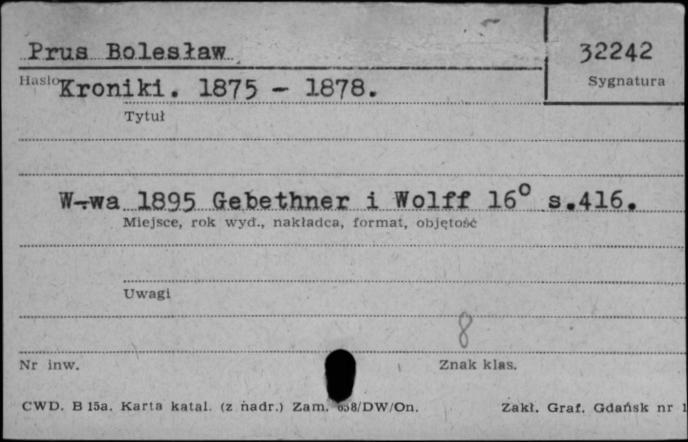 Prus Bolesław
32242
Hasło
Sygnatura
Kroniki. 1875 - 1878.
Tytuł
W-wa 1895 Gebethner i Wolff 16° s.416.
Miejsce, rok wyd., nakładca, format, objętość
Uwagi
8
Nr inw.
Znak klas.
CWD. B 15a. Karta katal. (z nadr.) Zam. 8/DW/On.
Zakł. Graf. Gdańsk nr 1